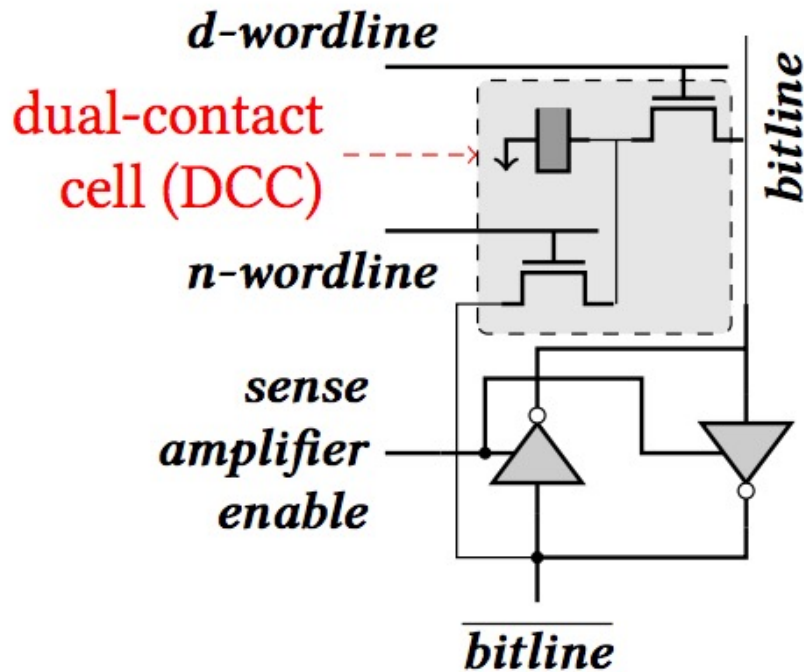 d-wordline
dual-contact
cell (DCC)
bitline
n-wordline
sense
amplifier
enable
bitline